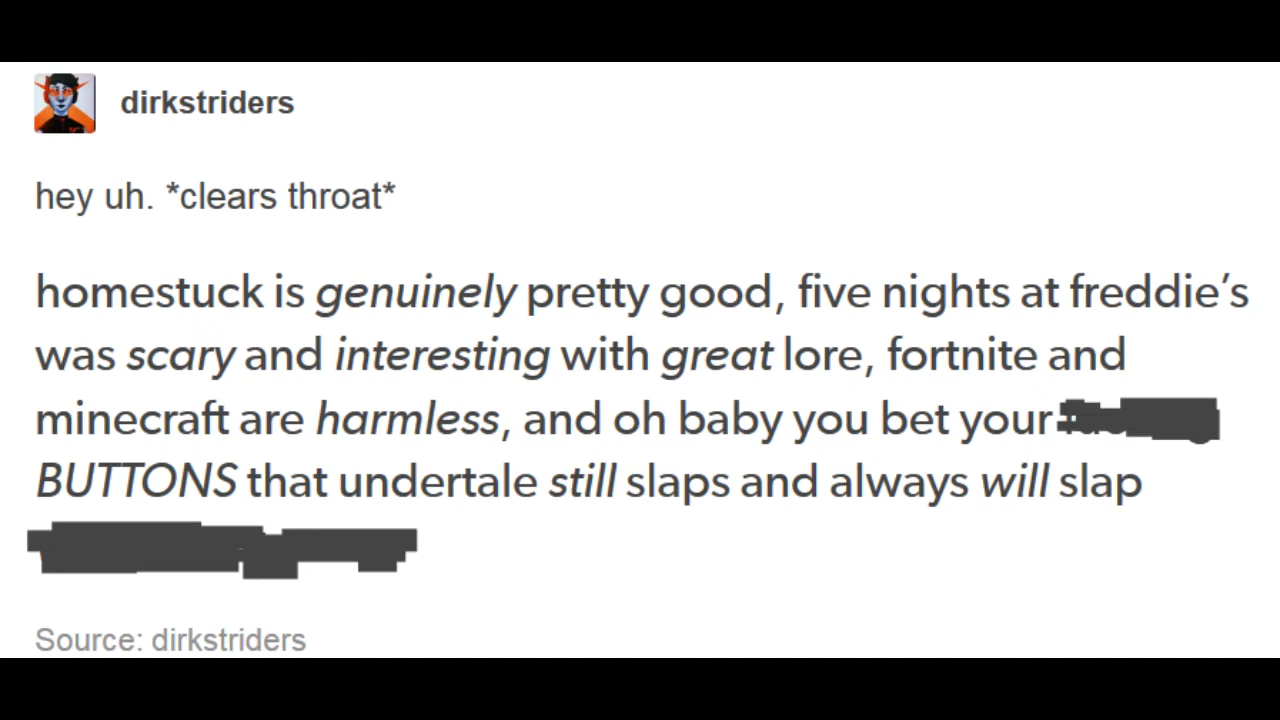 dirkstriders
hey uh. *clears throat*
homestuck is genuinely pretty good, five nights at freddie’s
was scary and interesting with great lore, fortnite and
minecraft are harmless, and oh baby you bet your
BUTTONS that undertale still slaps and always will slap
Source: dirkstriders